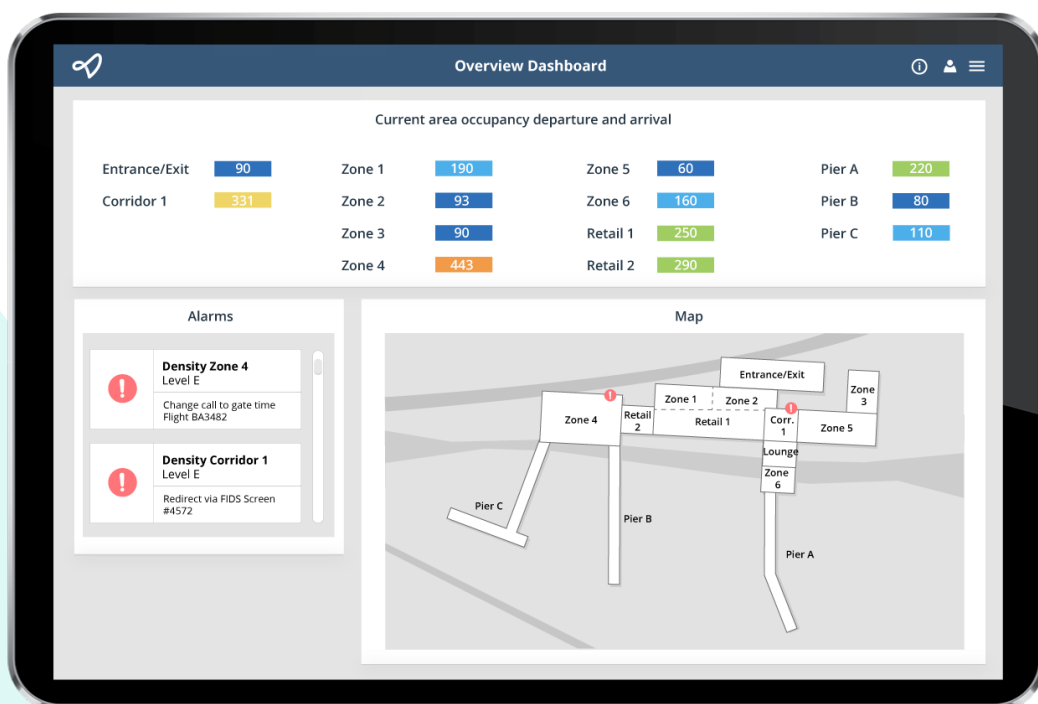 Overview Dashboard
Current area occupancy departure and arrival
Entrance/Exit 90 Zone 1 190 Zone 5 60 Pier A 220
Corridor 1 331 Zone 2 93 Zone 6 160 Pier B 80
Zone 3 90 Retail 1 250 Pier C 110
Zone 4 443 Retail 2 290
Alarms
Density Zone 4
Level E
Change call to gate time
Flight BA3482
Density Corridor 1
Level E
Redirect via FIDS Screen
#4572
Map
Entrance/Exit
Zone
3
Zone 1
Zone 2
Zone 4
Retail
2
Retail 1
Corr.
1
Zone 5
Lounge
Zone
6
Pier C
Pier B
Pier A